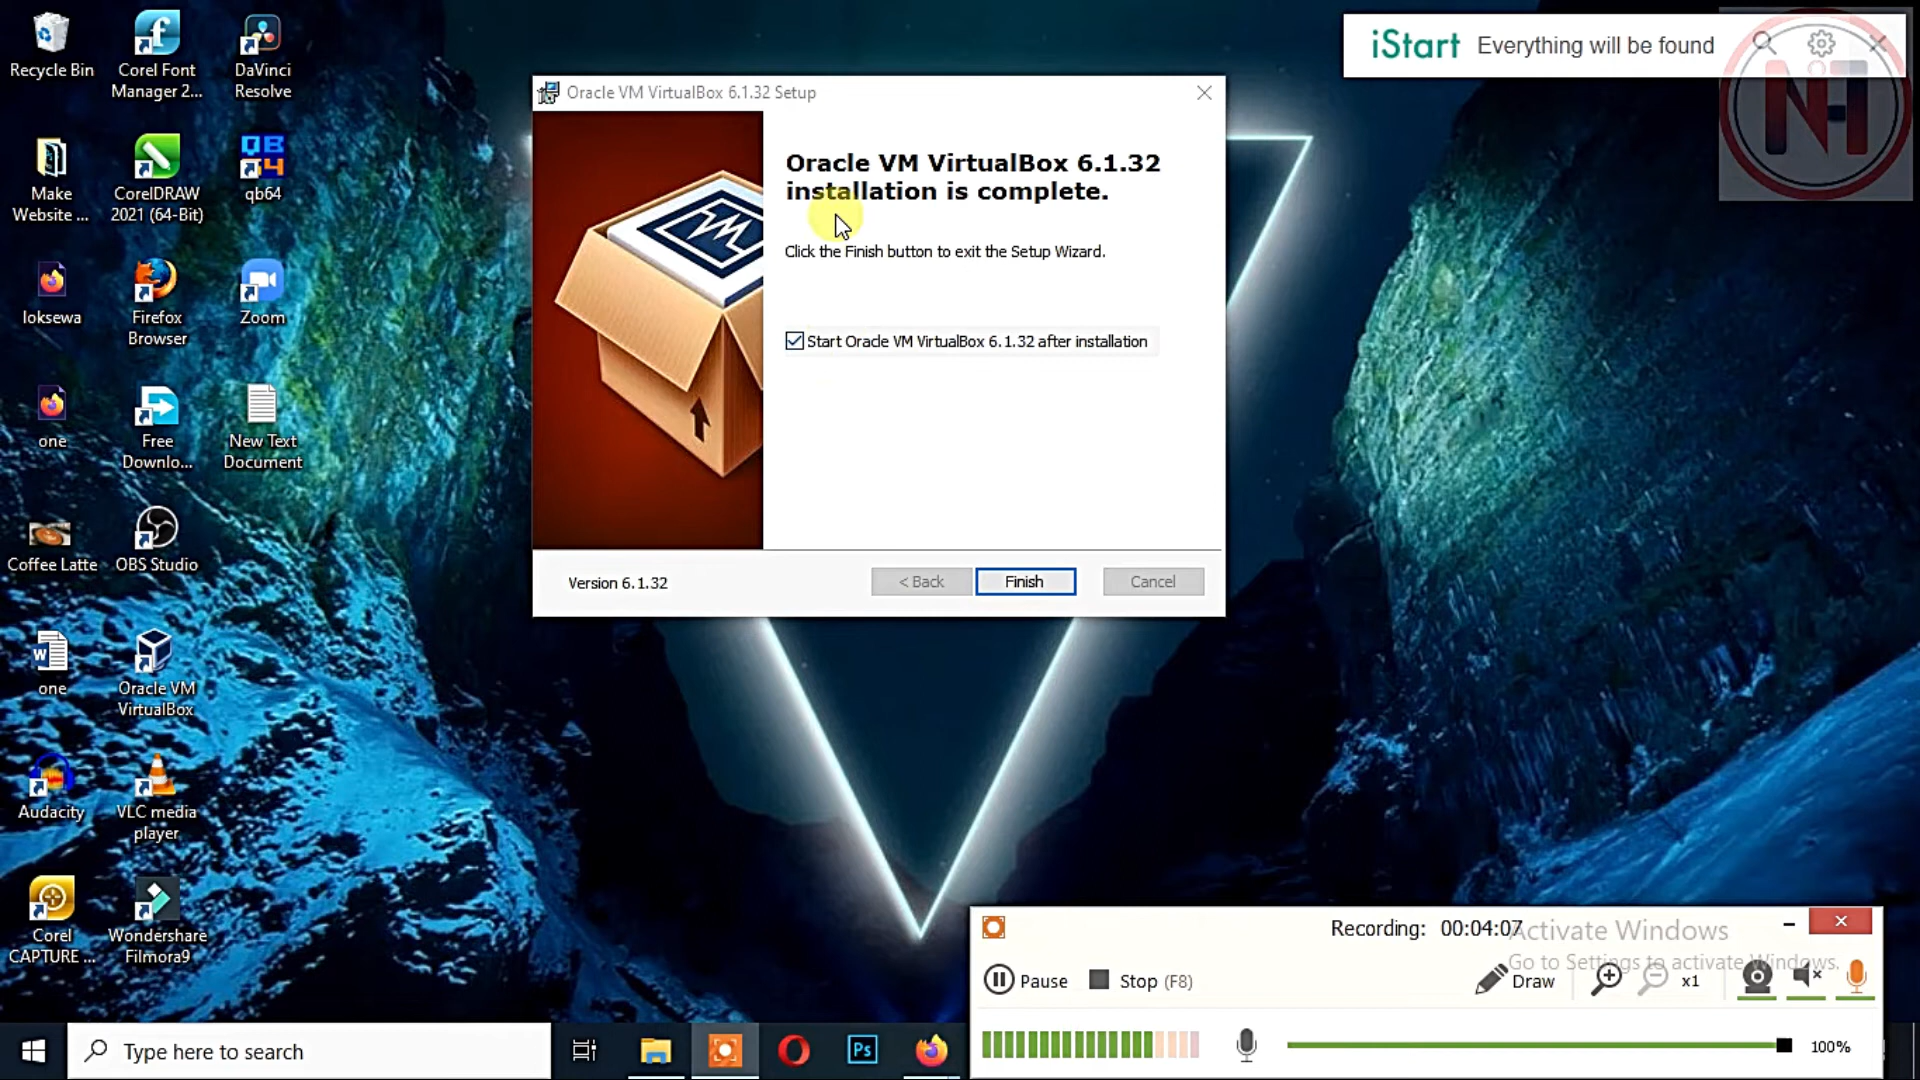 Recycle Bin
Corel Font
Manager 2...
DaVinci
Resolve
Make
Website ...
CorelDRAW
2021 (64-Bit)
QB
64
qb64
loksewa
Firefox
Browser
Zoom
one
Free
Downlo...
New Text
Document
Coffee Latte
OBS Studio
one
Oracle VM
VirtualBox
Audacity
VLC media
player
Corel
CAPTURE ...
Wondershare
Filmora9
iStart Everything will be found
Oracle VM VirtualBox 6.1.32 Setup
Oracle VM VirtualBox 6.1.32
installation is complete.
Click the Finish button to exit the Setup Wizard.
Start Oracle VM VirtualBox 6.1.32 after installation
Version 6.1.32
< Back
Finish
Cancel
Recording: 00:04:07
Activate Windows
Go to Settings to activate Windows.
Pause
Stop (F8)
Draw
x1
100%
Type here to search
Ps